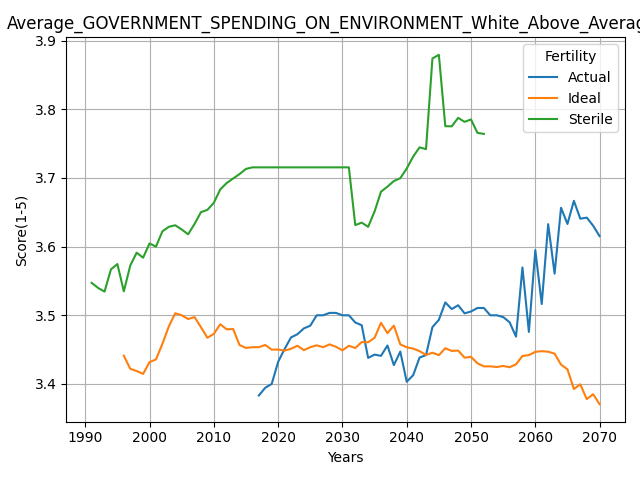 Average_GOVERNMENT_SPENDING_ON_ENVIRONMENT_White_Above_Averag
Fertility
Actual
Ideal
Sterile
Score(1-5)
3.9
3.8
3.7
3.6
3.5
3.4
1990 2000 2010 2020 2030 2040 2050 2060 2070
Years